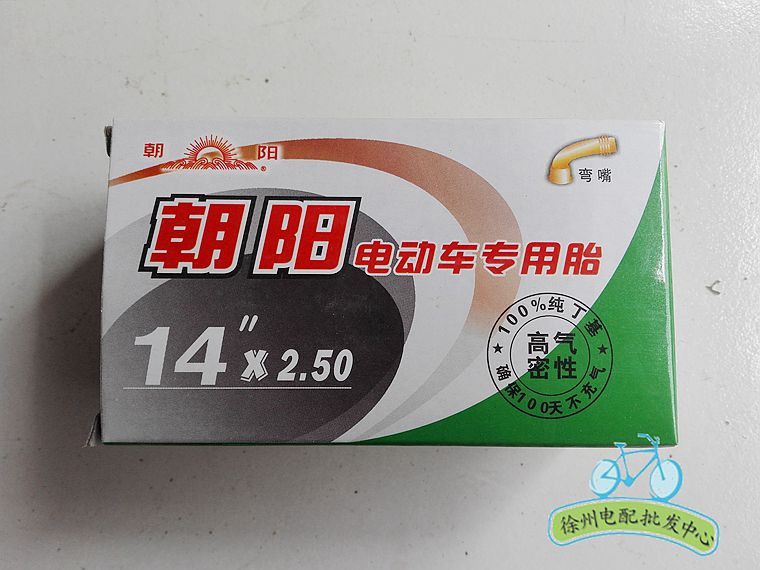 朝 阳
弯嘴
朝阳 电动车专用胎
14" x 2.50
100%纯丁基
高气
密性
确保100天不充气
徐州电配批发中心